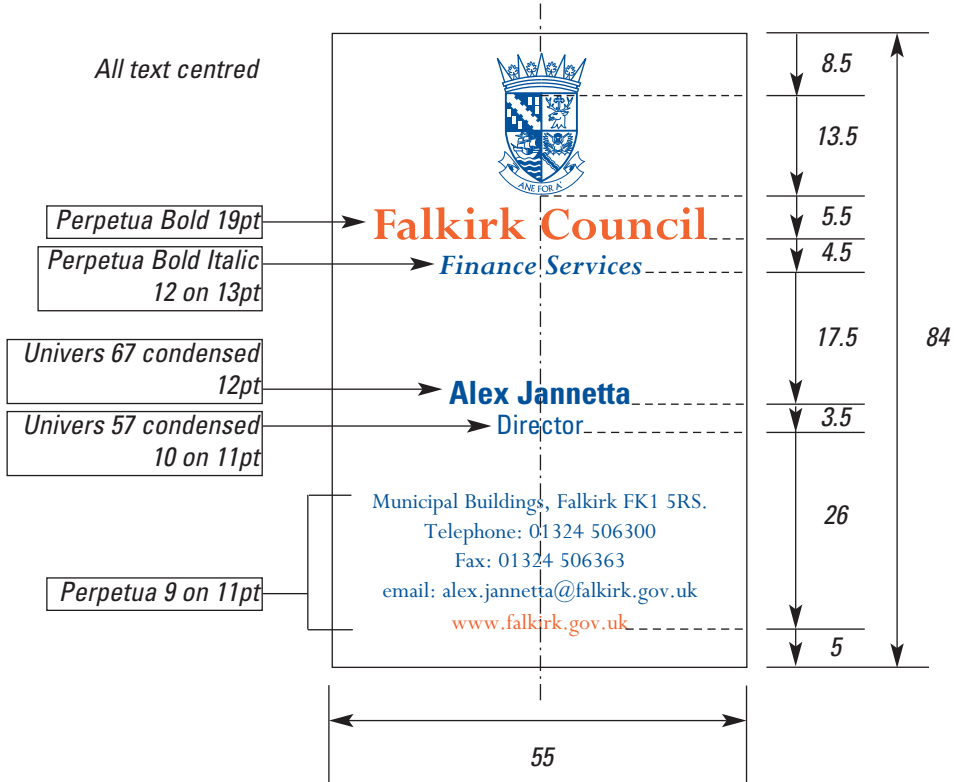 All text centred
8.5
13.5
ANE FOR A'
Perpetua Bold 19pt
Falkirk Council
5.5
Perpetua Bold Italic
12 on 13pt
Finance Services
4.5
17.5
84
Univers 67 condensed
12pt
Alex Jannetta
Univers 57 condensed
10 on 11pt
Director
3.5
Municipal Buildings, Falkirk FK1 5RS.
Telephone: 01324 506300
Fax: 01324 506363
email: alex.jannetta@falkirk.gov.uk
www.falkirk.gov.uk
26
Perpetua 9 on 11pt
5
55